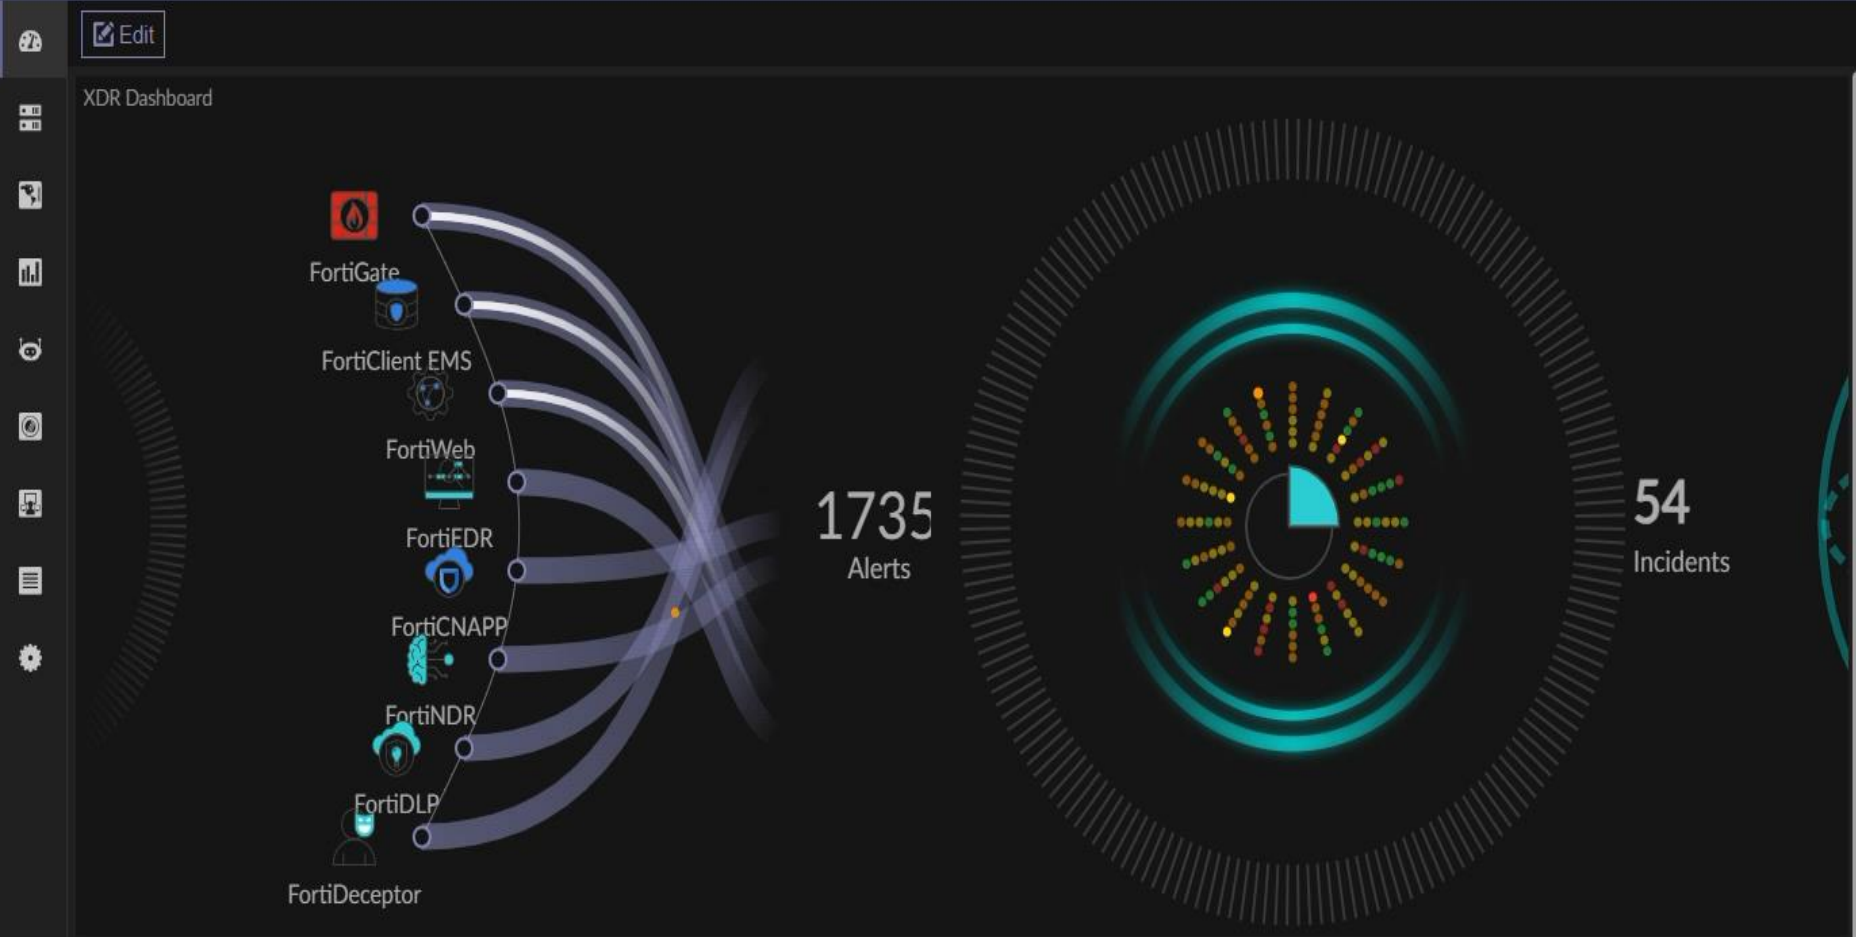 Edit
XDR Dashboard
FortiGate
FortiClient EMS
FortiWeb
FortiEDR
FortiCNAPP
FortiNDR
FortiDLP
FortiDeceptor
1735
Alerts
54
Incidents